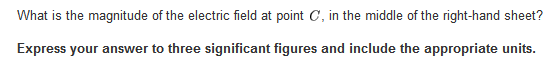 What is the magnitude of the electric field at point C, in the middle of the right-hand sheet?
Express your answer to three significant figures and include the appropriate units.